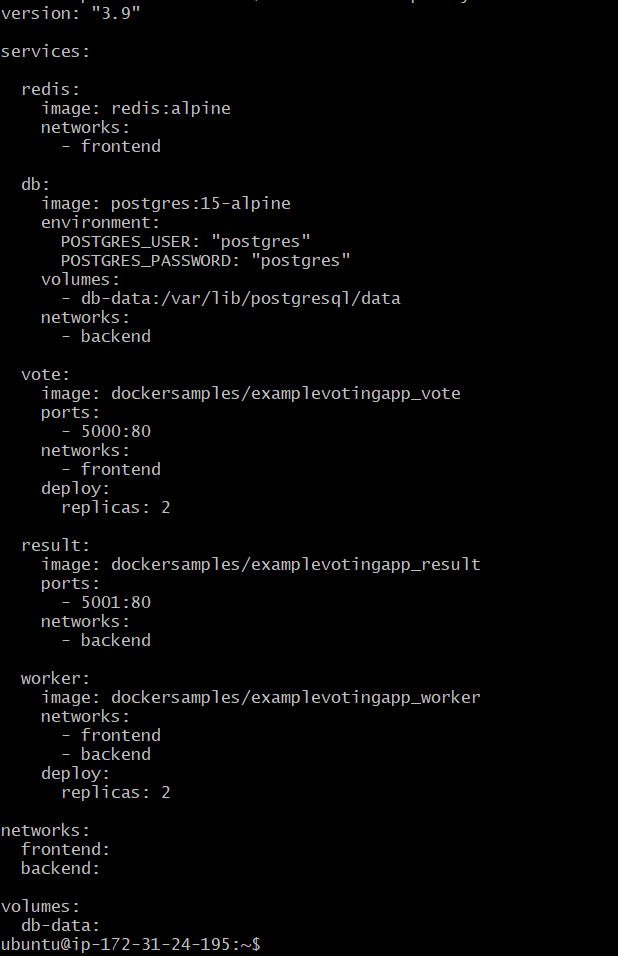 version: "3.9"

services:

  redis:
    image: redis:alpine
    networks:
      - frontend

  db:
    image: postgres:15-alpine
    environment:
      POSTGRES_USER: "postgres"
      POSTGRES_PASSWORD: "postgres"
    volumes:
      - db-data:/var/lib/postgresql/data
    networks:
      - backend

  vote:
    image: dockersamples/examplevotingapp_vote
    ports:
      - 5000:80
    networks:
      - frontend
    deploy:
      replicas: 2

  result:
    image: dockersamples/examplevotingapp_result
    ports:
      - 5001:80
    networks:
      - backend

  worker:
    image: dockersamples/examplevotingapp_worker
    networks:
      - frontend
      - backend
    deploy:
      replicas: 2

networks:
  frontend:
  backend:

volumes:
  db-data:
ubuntu@ip-172-31-24-195:~$